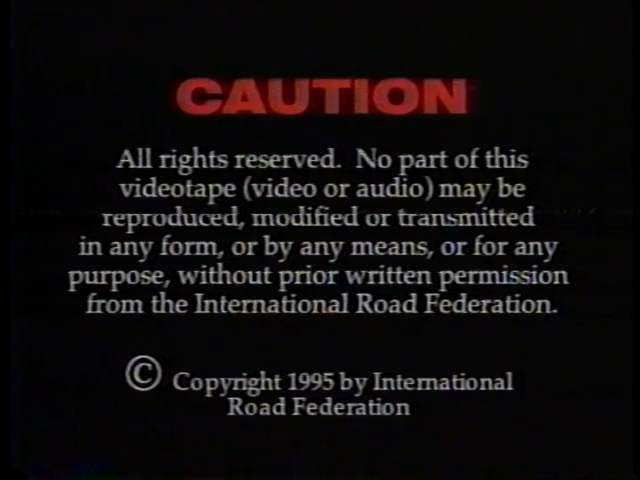 CAUTION
All rights reserved. No part of this
videotape (video or audio) may be
reproduced, modified or transmitted
in any form, or by any means, or for any
purpose, without prior written permission
from the International Road Federation.
© Copyright 1995 by International
Road Federation